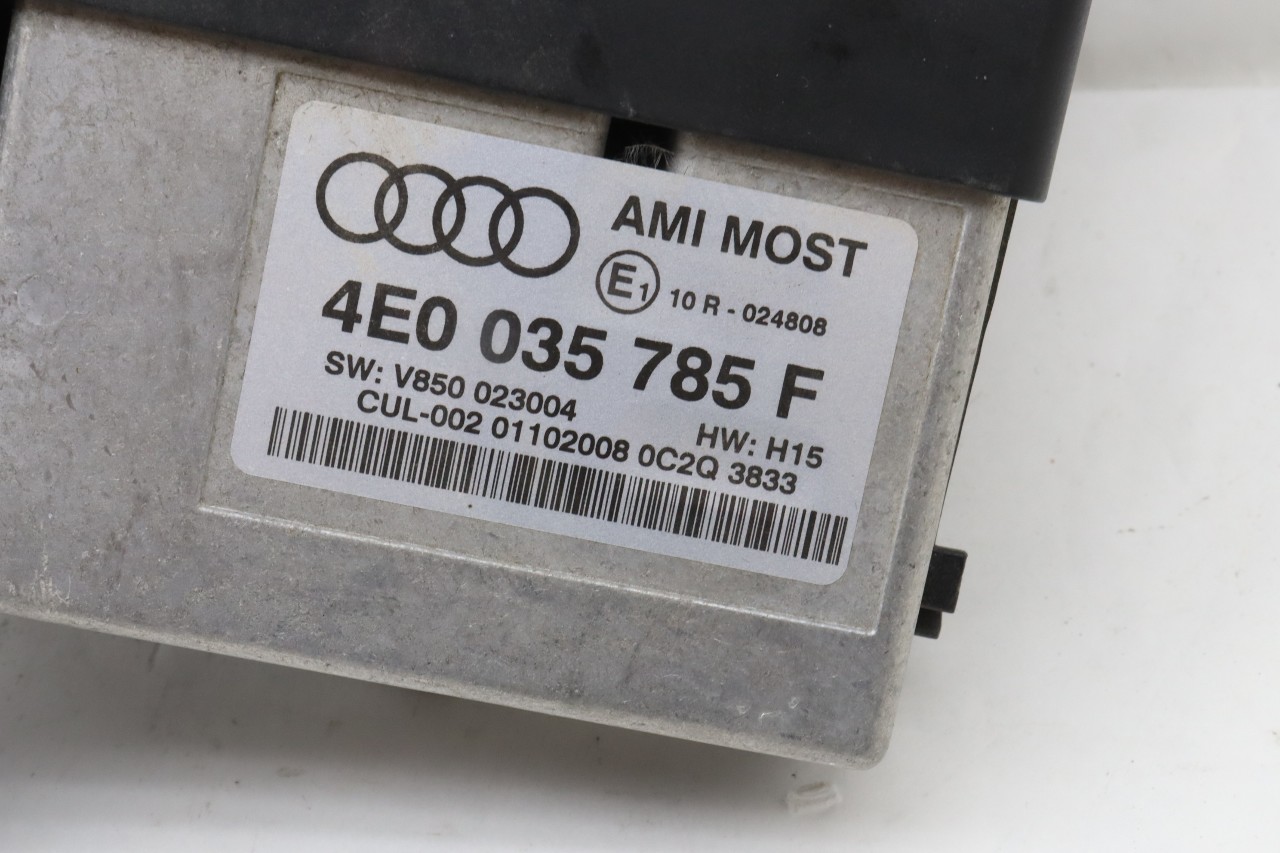 AMI MOST
E1 10 R - 024808
4E0 035 785 F
SW: V850 023004
HW: H15
CUL-002 01102008 0C2Q 3833